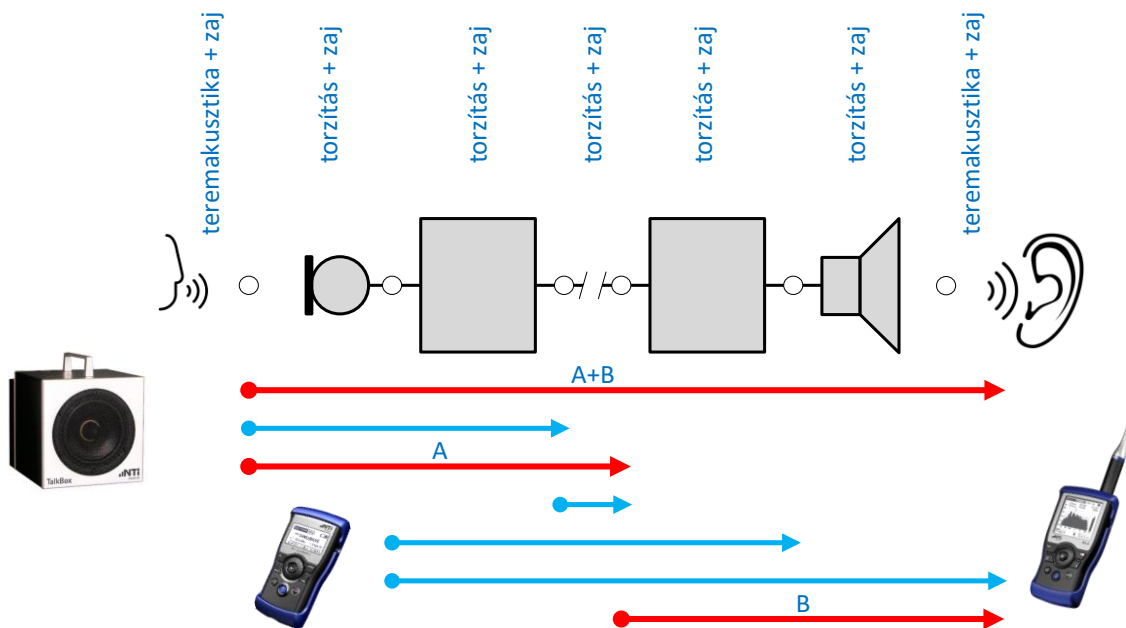 teremakusztika + zaj
torzítás + zaj
torzítás + zaj
torzítás + zaj
torzítás + zaj
torzítás + zaj
teremakusztika + zaj
A+B
A
B
TalkBox
NTi